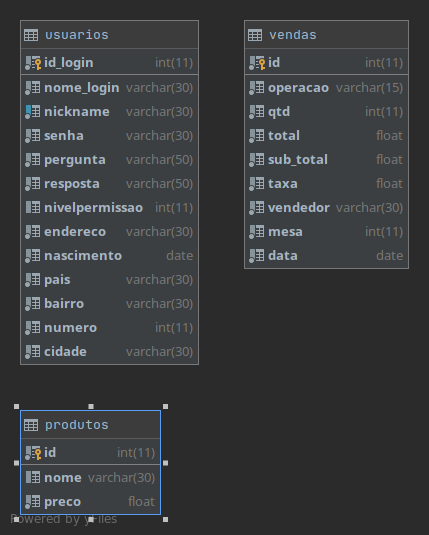 usuarios
id_login int(11)
nome_login varchar(30)
nickname varchar(30)
senha varchar(30)
pergunta varchar(50)
resposta varchar(50)
nivelpermissao int(11)
endereco varchar(30)
nascimento date
pais varchar(30)
bairro varchar(30)
numero int(11)
cidade varchar(30)
vendas
id int(11)
operacao varchar(15)
qtd int(11)
total float
sub_total float
taxa float
vendedor varchar(30)
mesa int(11)
data date
produtos
id int(11)
nome varchar(30)
preco float
Powered by yFiles